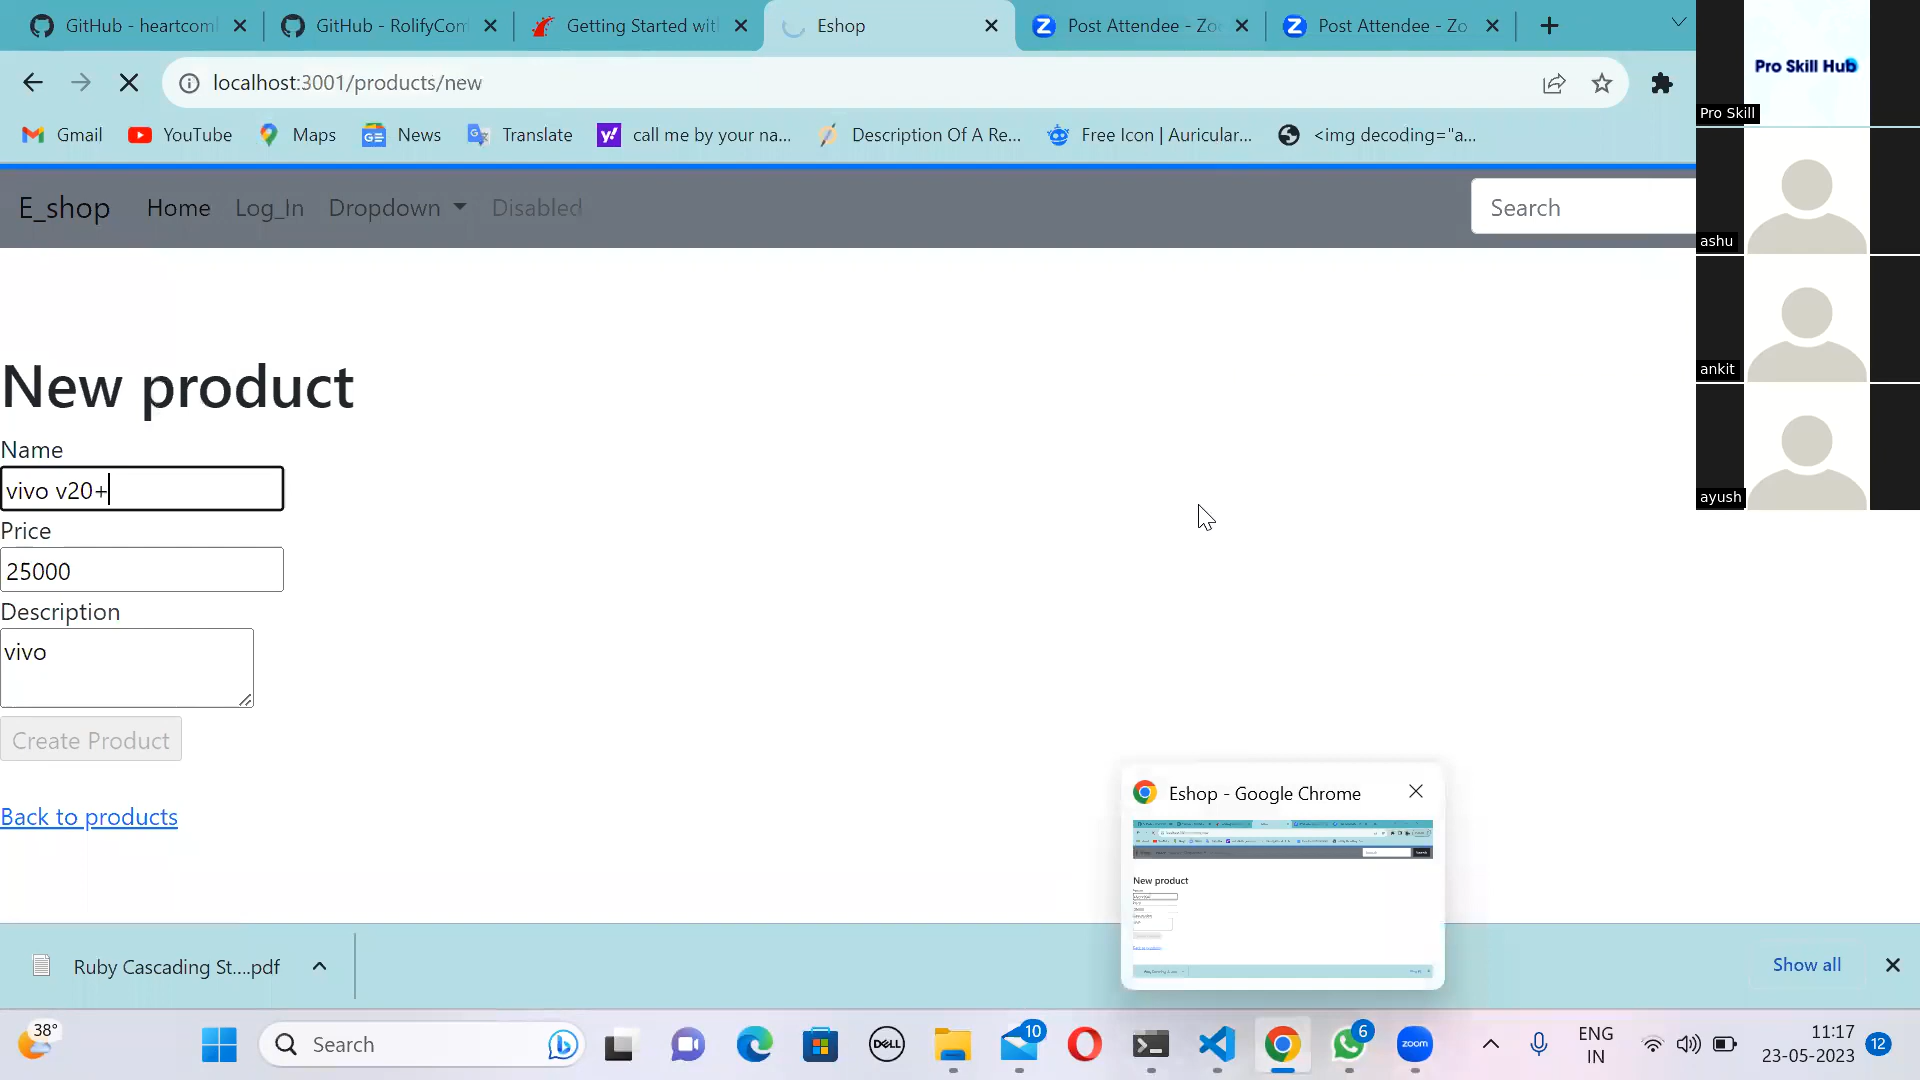 GitHub - heartcoml
GitHub - RolifyCom
Getting Started wit
Eshop
Post Attendee - Zo
Post Attendee - Zo
localhost:3001/products/new
Gmail
YouTube
Maps
News
Translate
call me by your na...
Description Of A Re...
Free Icon | Auricular...
<img decoding="a...
E_shop
Home
Log_In
Dropdown
Disabled
Search
Pro Skill Hub
Pro Skill
ashu
ankit
ayush
New product
Name
vivo v20+
Price
25000
Description
vivo
Create Product
Back to products
Eshop - Google Chrome
New product
Ruby Cascading St....pdf
Show all
38°
Search
DELL
10
6
zoom
ENG
IN
11:17
23-05-2023
12